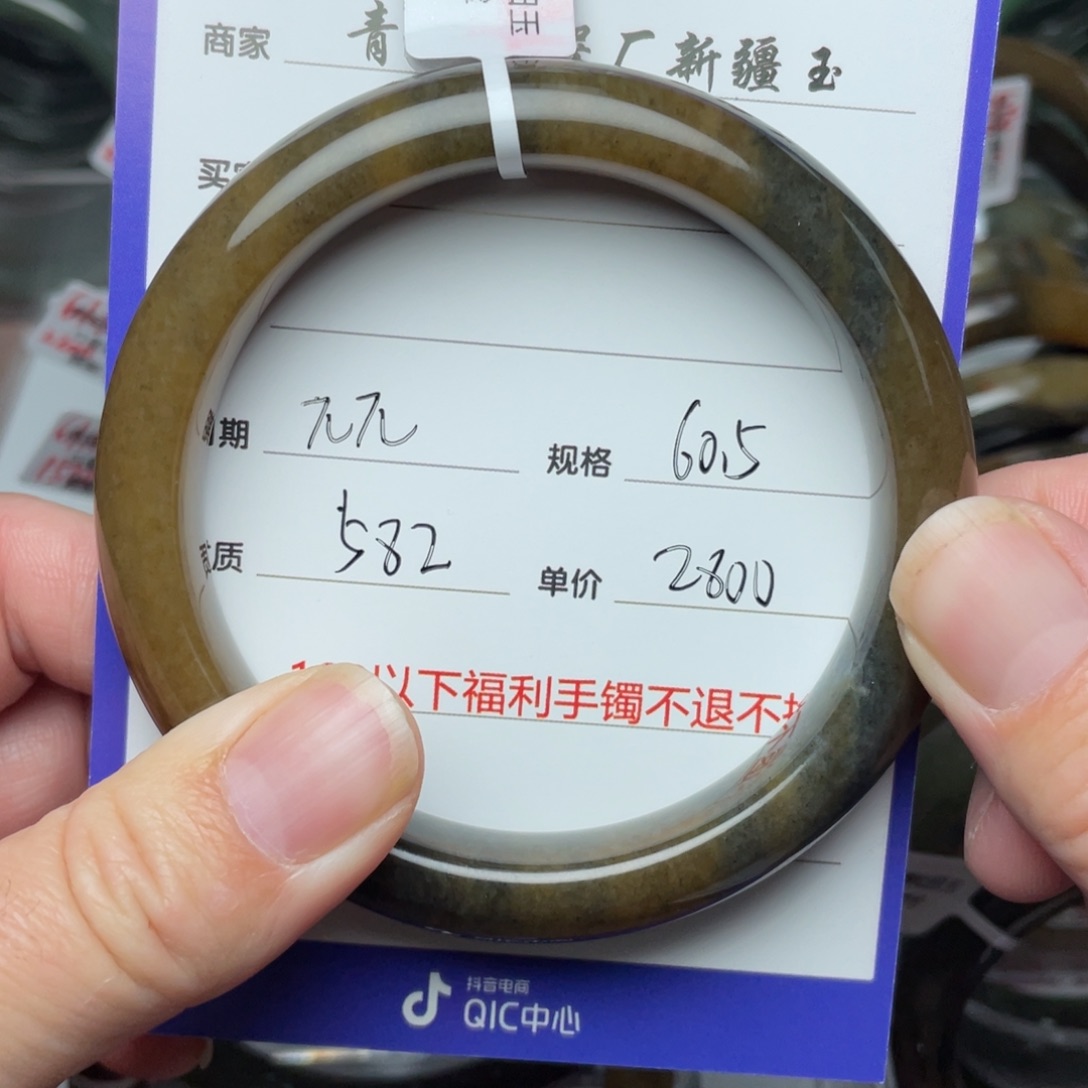 商家 青 厂新疆玉
买
期 九九 规格 60.5
质 582 单价 2800
以下福利手镯不退不
抖音电商
QIC中心